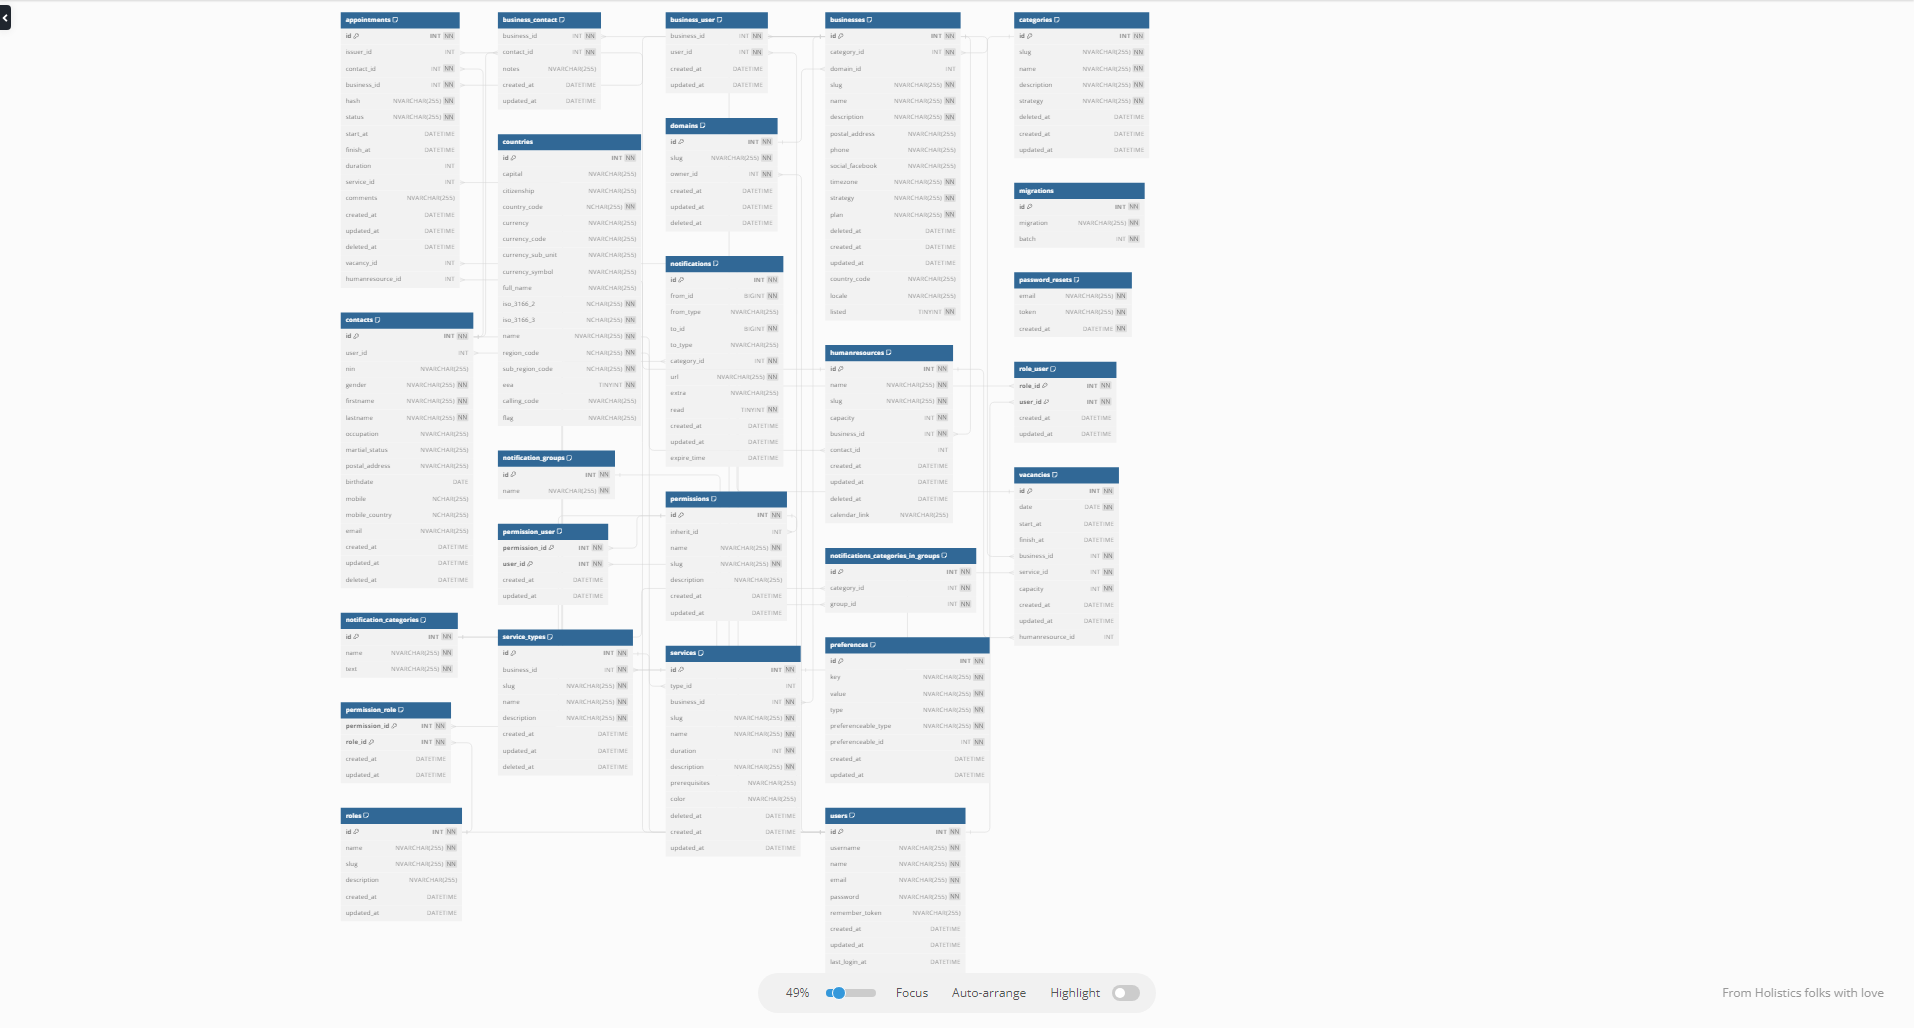 appointments
id INT NN
issuer_id INT
contact_id INT NN
business_id INT NN
hash NVARCHAR(255) NN
status NVARCHAR(255) NN
start_at DATETIME
finish_at DATETIME
duration INT
service_id INT
comments NVARCHAR(255)
created_at DATETIME
updated_at DATETIME
deleted_at DATETIME
vacancy_id INT
humanresource_id INT
contacts
id INT NN
user_id INT
nin NVARCHAR(255)
gender NVARCHAR(255) NN
firstname NVARCHAR(255) NN
lastname NVARCHAR(255) NN
occupation NVARCHAR(255)
martial_status NVARCHAR(255)
postal_address NVARCHAR(255)
birthdate DATE
mobile NCHAR(255)
mobile_country NCHAR(255)
email NVARCHAR(255)
created_at DATETIME
updated_at DATETIME
deleted_at DATETIME
notification_categories
id INT NN
name NVARCHAR(255) NN
text NVARCHAR(255) NN
permission_role
permission_id INT NN
role_id INT NN
created_at DATETIME
updated_at DATETIME
roles
id INT NN
name NVARCHAR(255) NN
slug NVARCHAR(255) NN
description NVARCHAR(255)
created_at DATETIME
updated_at DATETIME
business_contact
business_id INT NN
contact_id INT NN
notes NVARCHAR(255)
created_at DATETIME
updated_at DATETIME
countries
id INT NN
capital NVARCHAR(255)
citizenship NVARCHAR(255)
country_code NCHAR(255) NN
currency NVARCHAR(255)
currency_code NVARCHAR(255)
currency_sub_unit NVARCHAR(255)
currency_symbol NVARCHAR(255)
full_name NVARCHAR(255)
iso_3166_2 NCHAR(255) NN
iso_3166_3 NCHAR(255) NN
name NVARCHAR(255) NN
region_code NCHAR(255) NN
sub_region_code NCHAR(255) NN
eea TINYINT NN
calling_code NVARCHAR(255)
flag NVARCHAR(255)
notification_groups
id INT NN
name NVARCHAR(255) NN
permission_user
permission_id INT NN
user_id INT NN
created_at DATETIME
updated_at DATETIME
service_types
id INT NN
business_id INT NN
slug NVARCHAR(255) NN
name NVARCHAR(255) NN
description NVARCHAR(255) NN
created_at DATETIME
updated_at DATETIME
deleted_at DATETIME
business_user
business_id INT NN
user_id INT NN
created_at DATETIME
updated_at DATETIME
domains
id INT NN
slug NVARCHAR(255) NN
owner_id INT NN
created_at DATETIME
updated_at DATETIME
deleted_at DATETIME
notifications
id INT NN
from_id BIGINT
from_type NVARCHAR(255)
to_id BIGINT
to_type NVARCHAR(255)
category_id INT NN
url NVARCHAR(255) NN
extra NVARCHAR(255)
read TINYINT NN
created_at DATETIME
updated_at DATETIME
expire_time DATETIME
permissions
id INT NN
inherit_id INT
name NVARCHAR(255) NN
slug NVARCHAR(255) NN
description NVARCHAR(255)
created_at DATETIME
updated_at DATETIME
services
id INT NN
type_id INT
business_id INT NN
slug NVARCHAR(255) NN
name NVARCHAR(255) NN
duration INT NN
description NVARCHAR(255) NN
prerequisites NVARCHAR(255)
color NVARCHAR(255)
deleted_at DATETIME
created_at DATETIME
updated_at DATETIME
businesses
id INT NN
category_id INT NN
domain_id INT
slug NVARCHAR(255) NN
name NVARCHAR(255) NN
description NVARCHAR(255) NN
postal_address NVARCHAR(255)
phone NVARCHAR(255)
social_facebook NVARCHAR(255)
timezone NVARCHAR(255) NN
strategy NVARCHAR(255) NN
plan NVARCHAR(255) NN
deleted_at DATETIME
created_at DATETIME
updated_at DATETIME
country_code NVARCHAR(255)
locale NVARCHAR(255)
listed TINYINT NN
humanresources
id INT NN
name NVARCHAR(255) NN
slug NVARCHAR(255) NN
capacity INT NN
business_id INT NN
contact_id INT
created_at DATETIME
updated_at DATETIME
deleted_at DATETIME
calendar_link NVARCHAR(255)
notifications_categories_in_groups
id INT NN
category_id INT NN
group_id INT NN
preferences
id INT NN
key NVARCHAR(255) NN
value NVARCHAR(255) NN
type NVARCHAR(255) NN
preferenceable_type NVARCHAR(255) NN
preferenceable_id INT NN
created_at DATETIME
updated_at DATETIME
users
id INT NN
username NVARCHAR(255) NN
name NVARCHAR(255) NN
email NVARCHAR(255) NN
password NVARCHAR(255) NN
remember_token NVARCHAR(255)
created_at DATETIME
updated_at DATETIME
last_login_at DATETIME
categories
id INT NN
slug NVARCHAR(255) NN
name NVARCHAR(255) NN
description NVARCHAR(255) NN
strategy NVARCHAR(255) NN
deleted_at DATETIME
created_at DATETIME
updated_at DATETIME
migrations
id INT NN
migration NVARCHAR(255) NN
batch INT NN
password_resets
email NVARCHAR(255) NN
token NVARCHAR(255) NN
created_at DATETIME NN
role_user
role_id INT NN
user_id INT NN
created_at DATETIME
updated_at DATETIME
vacancies
id INT NN
date DATE NN
start_at DATETIME
finish_at DATETIME
business_id INT NN
service_id INT NN
capacity INT NN
created_at DATETIME
updated_at DATETIME
humanresource_id INT
49% Focus Auto-arrange Highlight
From Holistics folks with love